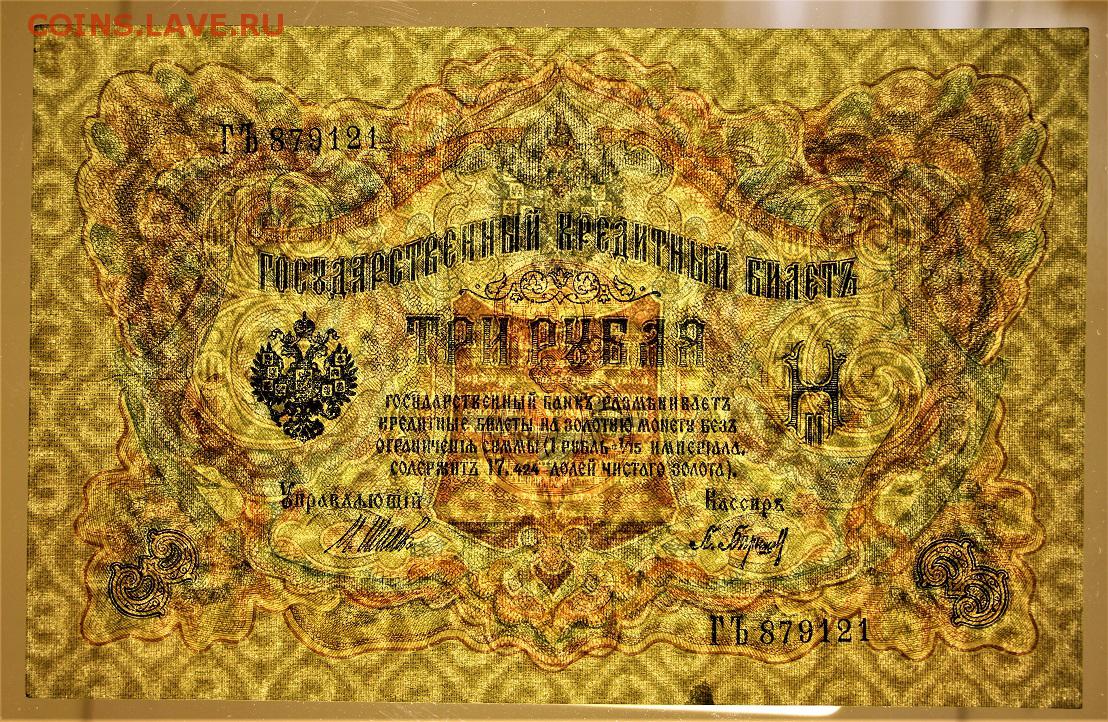 COINS.LAVE.RU
ГЪ 879121
ГОСУДАРСТВЕННЫЙ КРЕДИТНЫЙ БИЛЕТЪ
ТРИ РУБЛЯ
ГОСУДАРСТВЕННЫЙ БАНКЪ РАЗМѢНИВАЕТЪ
КРЕДИТНЫЕ БИЛЕТЫ НА ЗОЛОТУЮ МОНЕТУ БЕЗЪ
ОГРАНИЧЕНІЯ СУММЫ (1 РУБЛЬ = 1/15 ИМПЕРІАЛА,
СОДЕРЖИТЪ 17,424 ДОЛЕЙ ЧИСТАГО ЗОЛОТА).
Управляющій
Кассиръ
3
3
ГЪ 879121